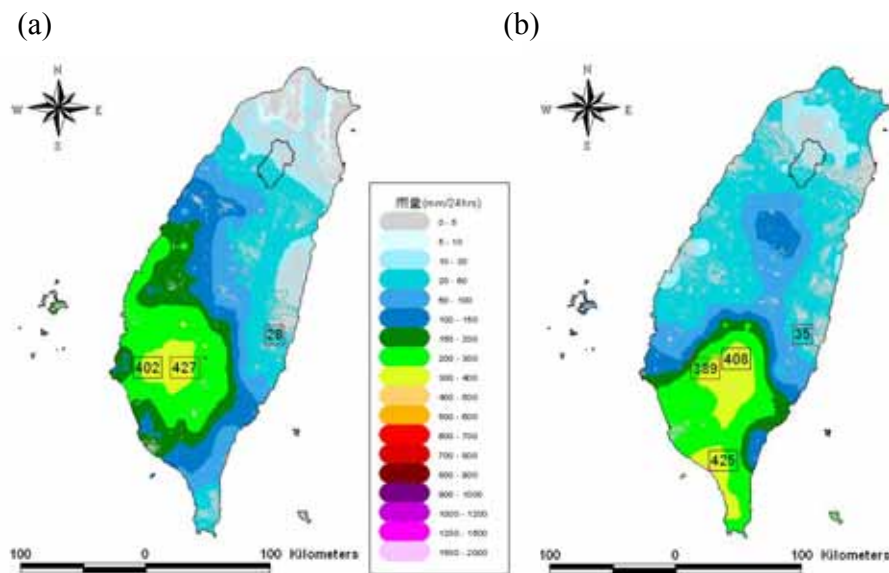 (a) (b)
N
W E
S
N
W E
S
雨量(mm/24hrs)
0 - 5
5 - 10
10 - 20
20 - 50
50 - 100
100 - 150
150 - 200
200 - 300
300 - 400
400 - 500
500 - 600
600 - 700
700 - 800
800 - 900
900 - 1000
1000 - 1200
1200 - 1500
1500 - 2000
28
402 427
35
389 408
425
100 0 100 Kilometers
100 0 100 Kilometers